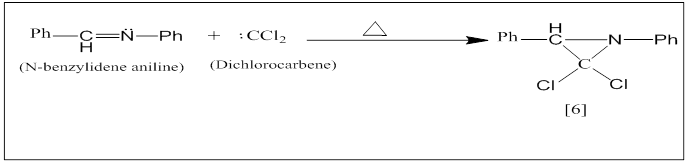 Ph—C=N̈—Ph + :CCl2 △ Ph—C—N—Ph
H H
(N-benzylidene aniline) (Dichlorocarbene) C
Cl Cl
[6]